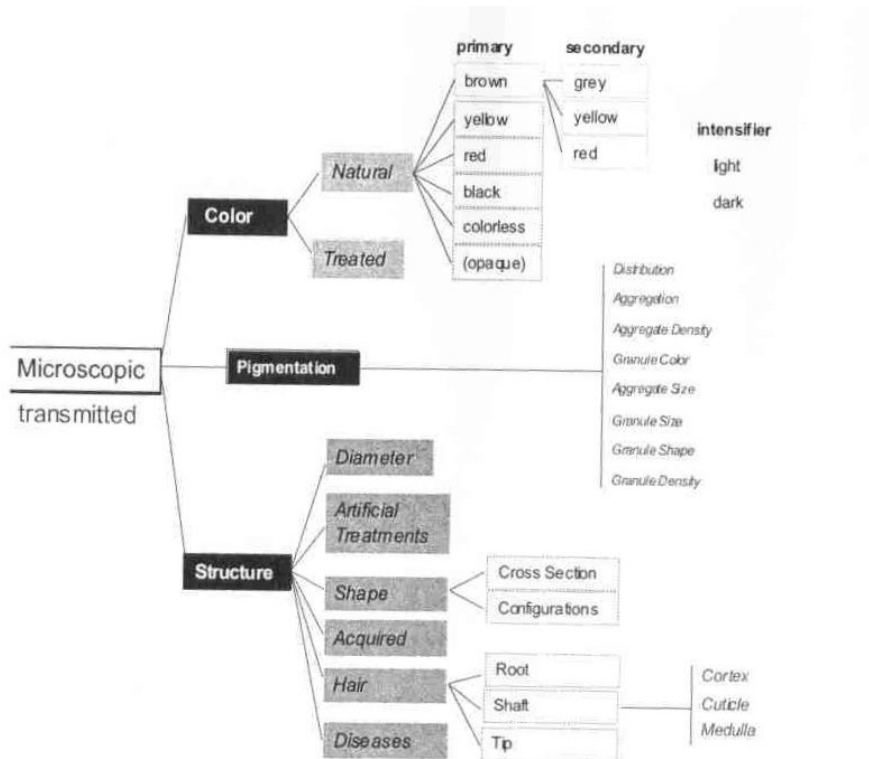 primary
secondary
brown
grey
yellow
yellow
intensifier
red
red
light
Natural
black
dark
Color
colorless
Treated
(opaque)
Distribution
Aggregation
Aggregate Density
Microscopic
Pigmentation
Granule Color
Aggregate Size
transmitted
Granule Size
Granule Shape
Diameter
Granule Density
Artificial
Treatments
Structure
Cross Section
Shape
Configurations
Acquired
Root
Cortex
Hair
Shaft
Cuticle
Medulla
Diseases
Tip